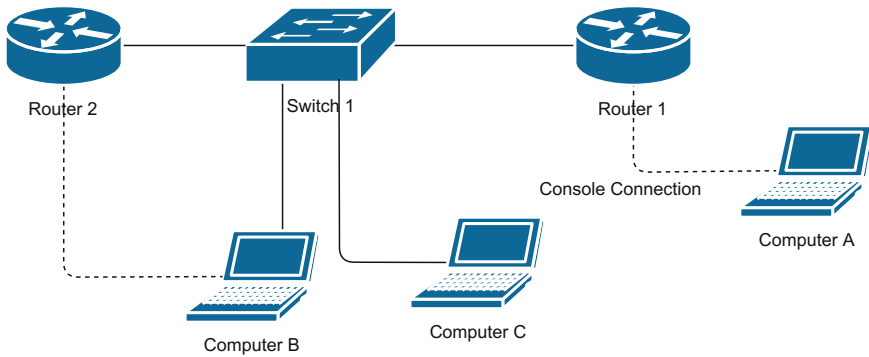 Router 2
Switch 1
Router 1
Console Connection
Computer A
Computer C
Computer B